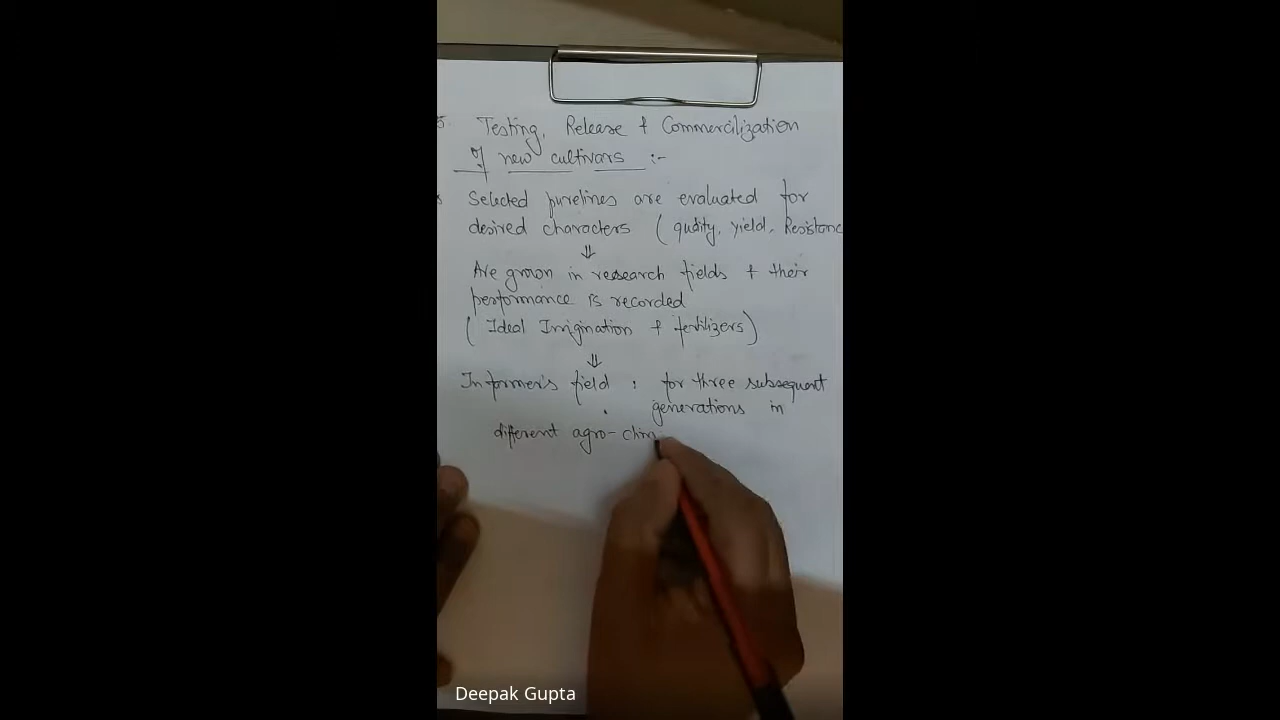 5. Testing, Release & Commercilization
of new cultivars :-
Selected purelines are evaluated for
desired characters ( quality, yield, Resistanc
⇓
Are grown in research fields & their
performance is recorded
( Ideal Irrigination & fertilizers)
⇓
In farmer's field : for three subsequent
generations in
different agro-clim
Deepak Gupta